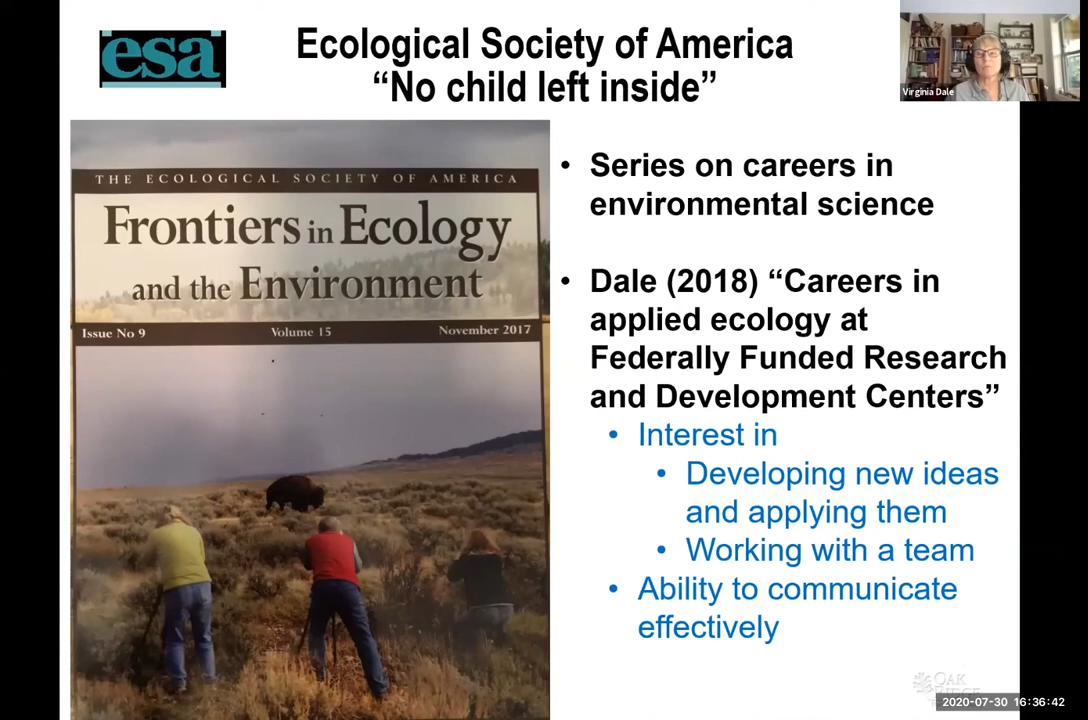 esa
Ecological Society of America
“No child left inside”
Virginia Dale
THE ECOLOGICAL SOCIETY OF AMERICA
Frontiers in Ecology
and the Environment
Issue No 9 Volume 15 November 2017
• Series on careers in
environmental science
• Dale (2018) “Careers in
applied ecology at
Federally Funded Research
and Development Centers”
• Interest in
• Developing new ideas
and applying them
• Working with a team
• Ability to communicate
effectively
OAK
2020-07-30 16:36:42